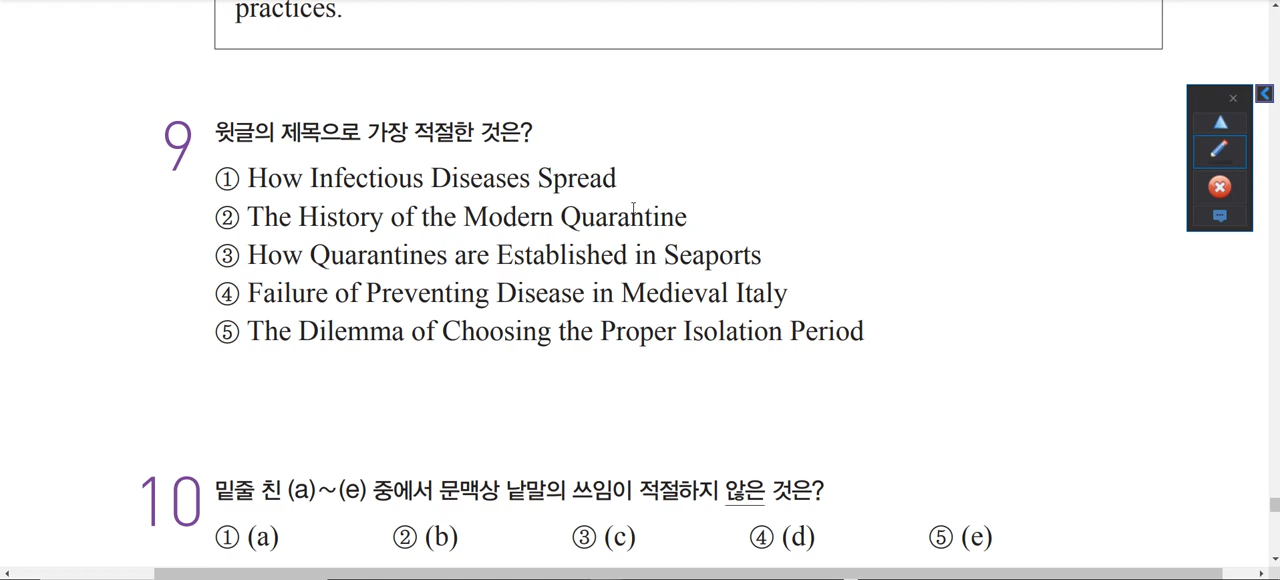 practices.
9 윗글의 제목으로 가장 적절한 것은?
① How Infectious Diseases Spread
② The History of the Modern Quarantine
③ How Quarantines are Established in Seaports
④ Failure of Preventing Disease in Medieval Italy
⑤ The Dilemma of Choosing the Proper Isolation Period
10 밑줄 친 (a)~(e) 중에서 문맥상 낱말의 쓰임이 적절하지 않은 것은?
① (a) ② (b) ③ (c) ④ (d) ⑤ (e)